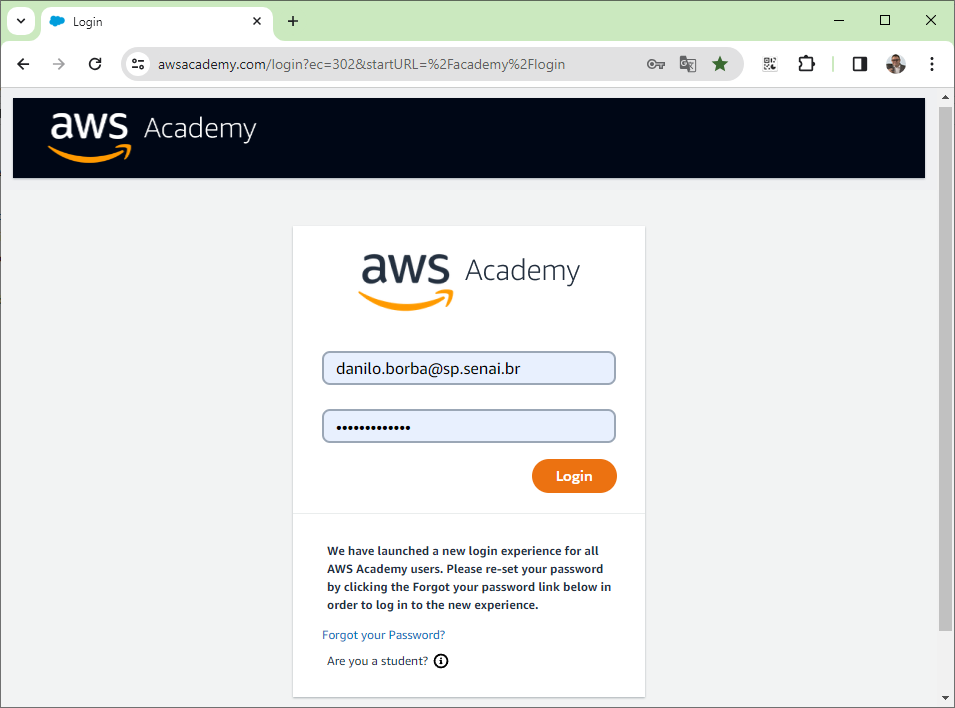 Login
awsacademy.com/login?ec=302&startURL=%2Facademy%2Flogin
aws Academy
aws Academy
danilo.borba@sp.senai.br
•••••••••••••
Login
We have launched a new login experience for all
AWS Academy users. Please re-set your password
by clicking the Forgot your password link below in
order to log in to the new experience.
Forgot your Password?
Are you a student?